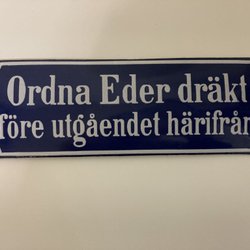 Ordna Eder dräkt
före utgåendet härifrån